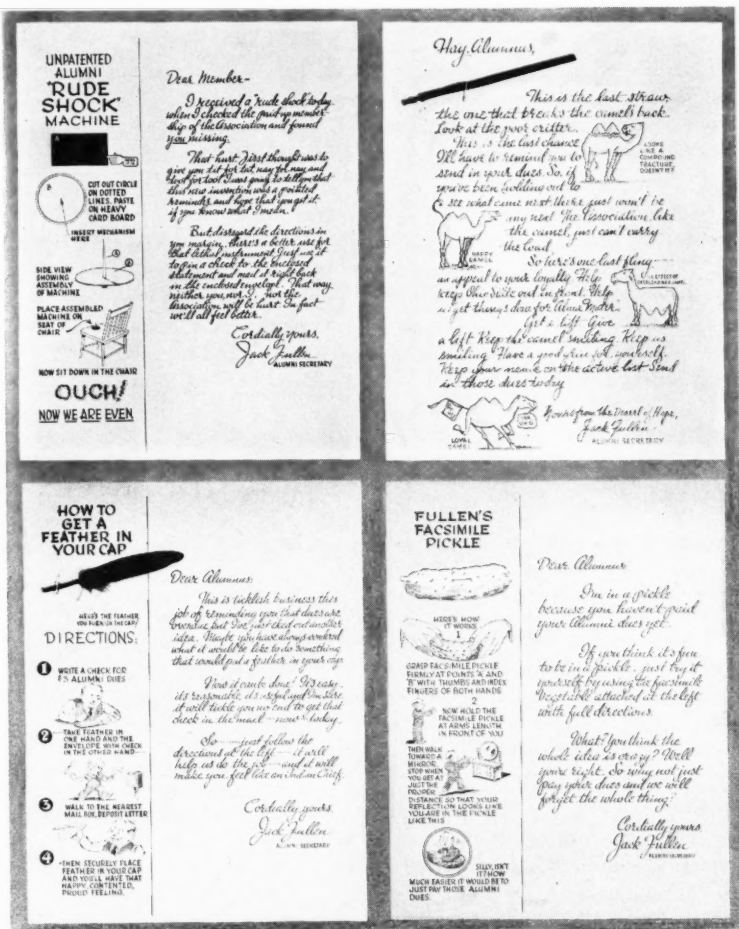 UNPATENTED
ALUMNI
"RUDE
SHOCK"
MACHINE
CUT OUT CIRCLE
ON DOTTED
LINES. PASTE
ON HEAVY
CARD BOARD
INSERT MECHANISM
HERE
SIDE VIEW
SHOWING
ASSEMBLY
OF MACHINE
PLACE ASSEMBLED
MACHINE ON
SEAT OF
CHAIR
NOW SIT DOWN IN THE CHAIR
OUCH!
NOW WE ARE EVEN
Dear Member-
I received a "rude shock" today
when I checked the paid up member-
ship of the Association and found
you missing.
That hurt. First thought was to
give you tit for tat, nay for nay and
toot for toot. I was going to tell you that
this new invention was a pointed
reminder and hope that you get it
if you know what I mean.
But disregard the directions in
you margin, there's a better use for
that lethal instrument. Just use it
to pin a check to the enclosed
statement and mail it right back
in the enclosed envelope. That way,
neither you, nor I, nor the
Association will be hurt. In fact
we'll all feel better.
Cordially yours,
Jack Fullen
ALUMNI SECRETARY
Hay, Alumnus,
This is the last straw
the one that breaks the camel's back.
Look at the poor critter.
LOOKS
LIKE A
COMPOUND
FRACTURE,
DOESN'T IT?
This is the last chance
I'll have to remind you to
send in your dues. So, if
you've been holding out to
see what came next there just won't be
any next. The Association, like
the camel, just can't carry
the load.
HAPPY
CAMEL
So here's one last fling—
an appeal to your loyalty. Help
keep Ohio State out in front. Help
us get things done for Alma Mater.
Get a lift. Give
a lift. Keep the camel smiling. Keep us
smiling. Have a good time for yourself.
Keep your name on the active list. Send
in those dues today
LOYAL
CAMEL
Yours from the Desert of Hope,
Jack Fullen
ALUMNI SECRETARY
HOW TO
GET A
FEATHER IN
YOUR CAP
HERE'S THE FEATHER
DIRECTIONS:
1 WRITE A CHECK FOR
ALUMNI DUES
2 —TAKE FEATHER IN
ONE HAND AND THE
ENVELOPE WITH CHECK
IN THE OTHER HAND—
3 WALK TO THE NEAREST
MAIL BOX, DEPOSIT LETTER
4 -THEN SECURELY PLACE
FEATHER IN YOUR CAP
AND YOU'LL HAVE THAT
HAPPY, CONTENTED,
PROUD FEELING.
Dear Alumnus:
This is ticklish business this
job of reminding you that dues are
overdue, but I've just eked out another
idea. Maybe you have always wondered
what it would be like to do something
that would put a feather in your cap.
Now it can be done! It's easy,
it's reasonable, it's useful and I'm sure
it will tickle you no end to get that
check in the mail—now—today.
So——just follow the
directions at the left—it will
help us do the job—and it will
make you feel like an Indian Chief.
Cordially yours,
Jack Fullen
ALUMNI SECRETARY
FULLEN'S
FACSIMILE
PICKLE
HERE'S HOW
IT WORKS
1
GRASP FACSIMILE PICKLE
FIRMLY AT POINTS "A" AND
"B" WITH THUMBS AND INDEX
FINGERS OF BOTH HANDS
2
NOW HOLD THE
FACSIMILE PICKLE
AT ARMS LENGTH
IN FRONT OF YOU
THEN WALK
TOWARD A
MIRROR.
STOP WHEN
YOU GET AT
JUST THE
PROPER
DISTANCE SO THAT YOUR
REFLECTION LOOKS LIKE
YOU ARE IN THE PICKLE
LIKE THIS
SILLY, ISN'T
IT? HOW
MUCH EASIER IT WOULD BE TO
JUST PAY THOSE ALUMNI
DUES.
Dear Alumnus
I'm in a pickle
because you haven't paid
your Alumni dues yet.
If you think it's fun
to be in a pickle, just try it
yourself by using the facsimile
vegetable attached at the left
with full directions.
What? You think the
whole idea is crazy? Well
you're right. So why not just
pay your dues and we will
forget the whole thing?
Cordially yours
Jack Fullen
ALUMNI SECRETARY